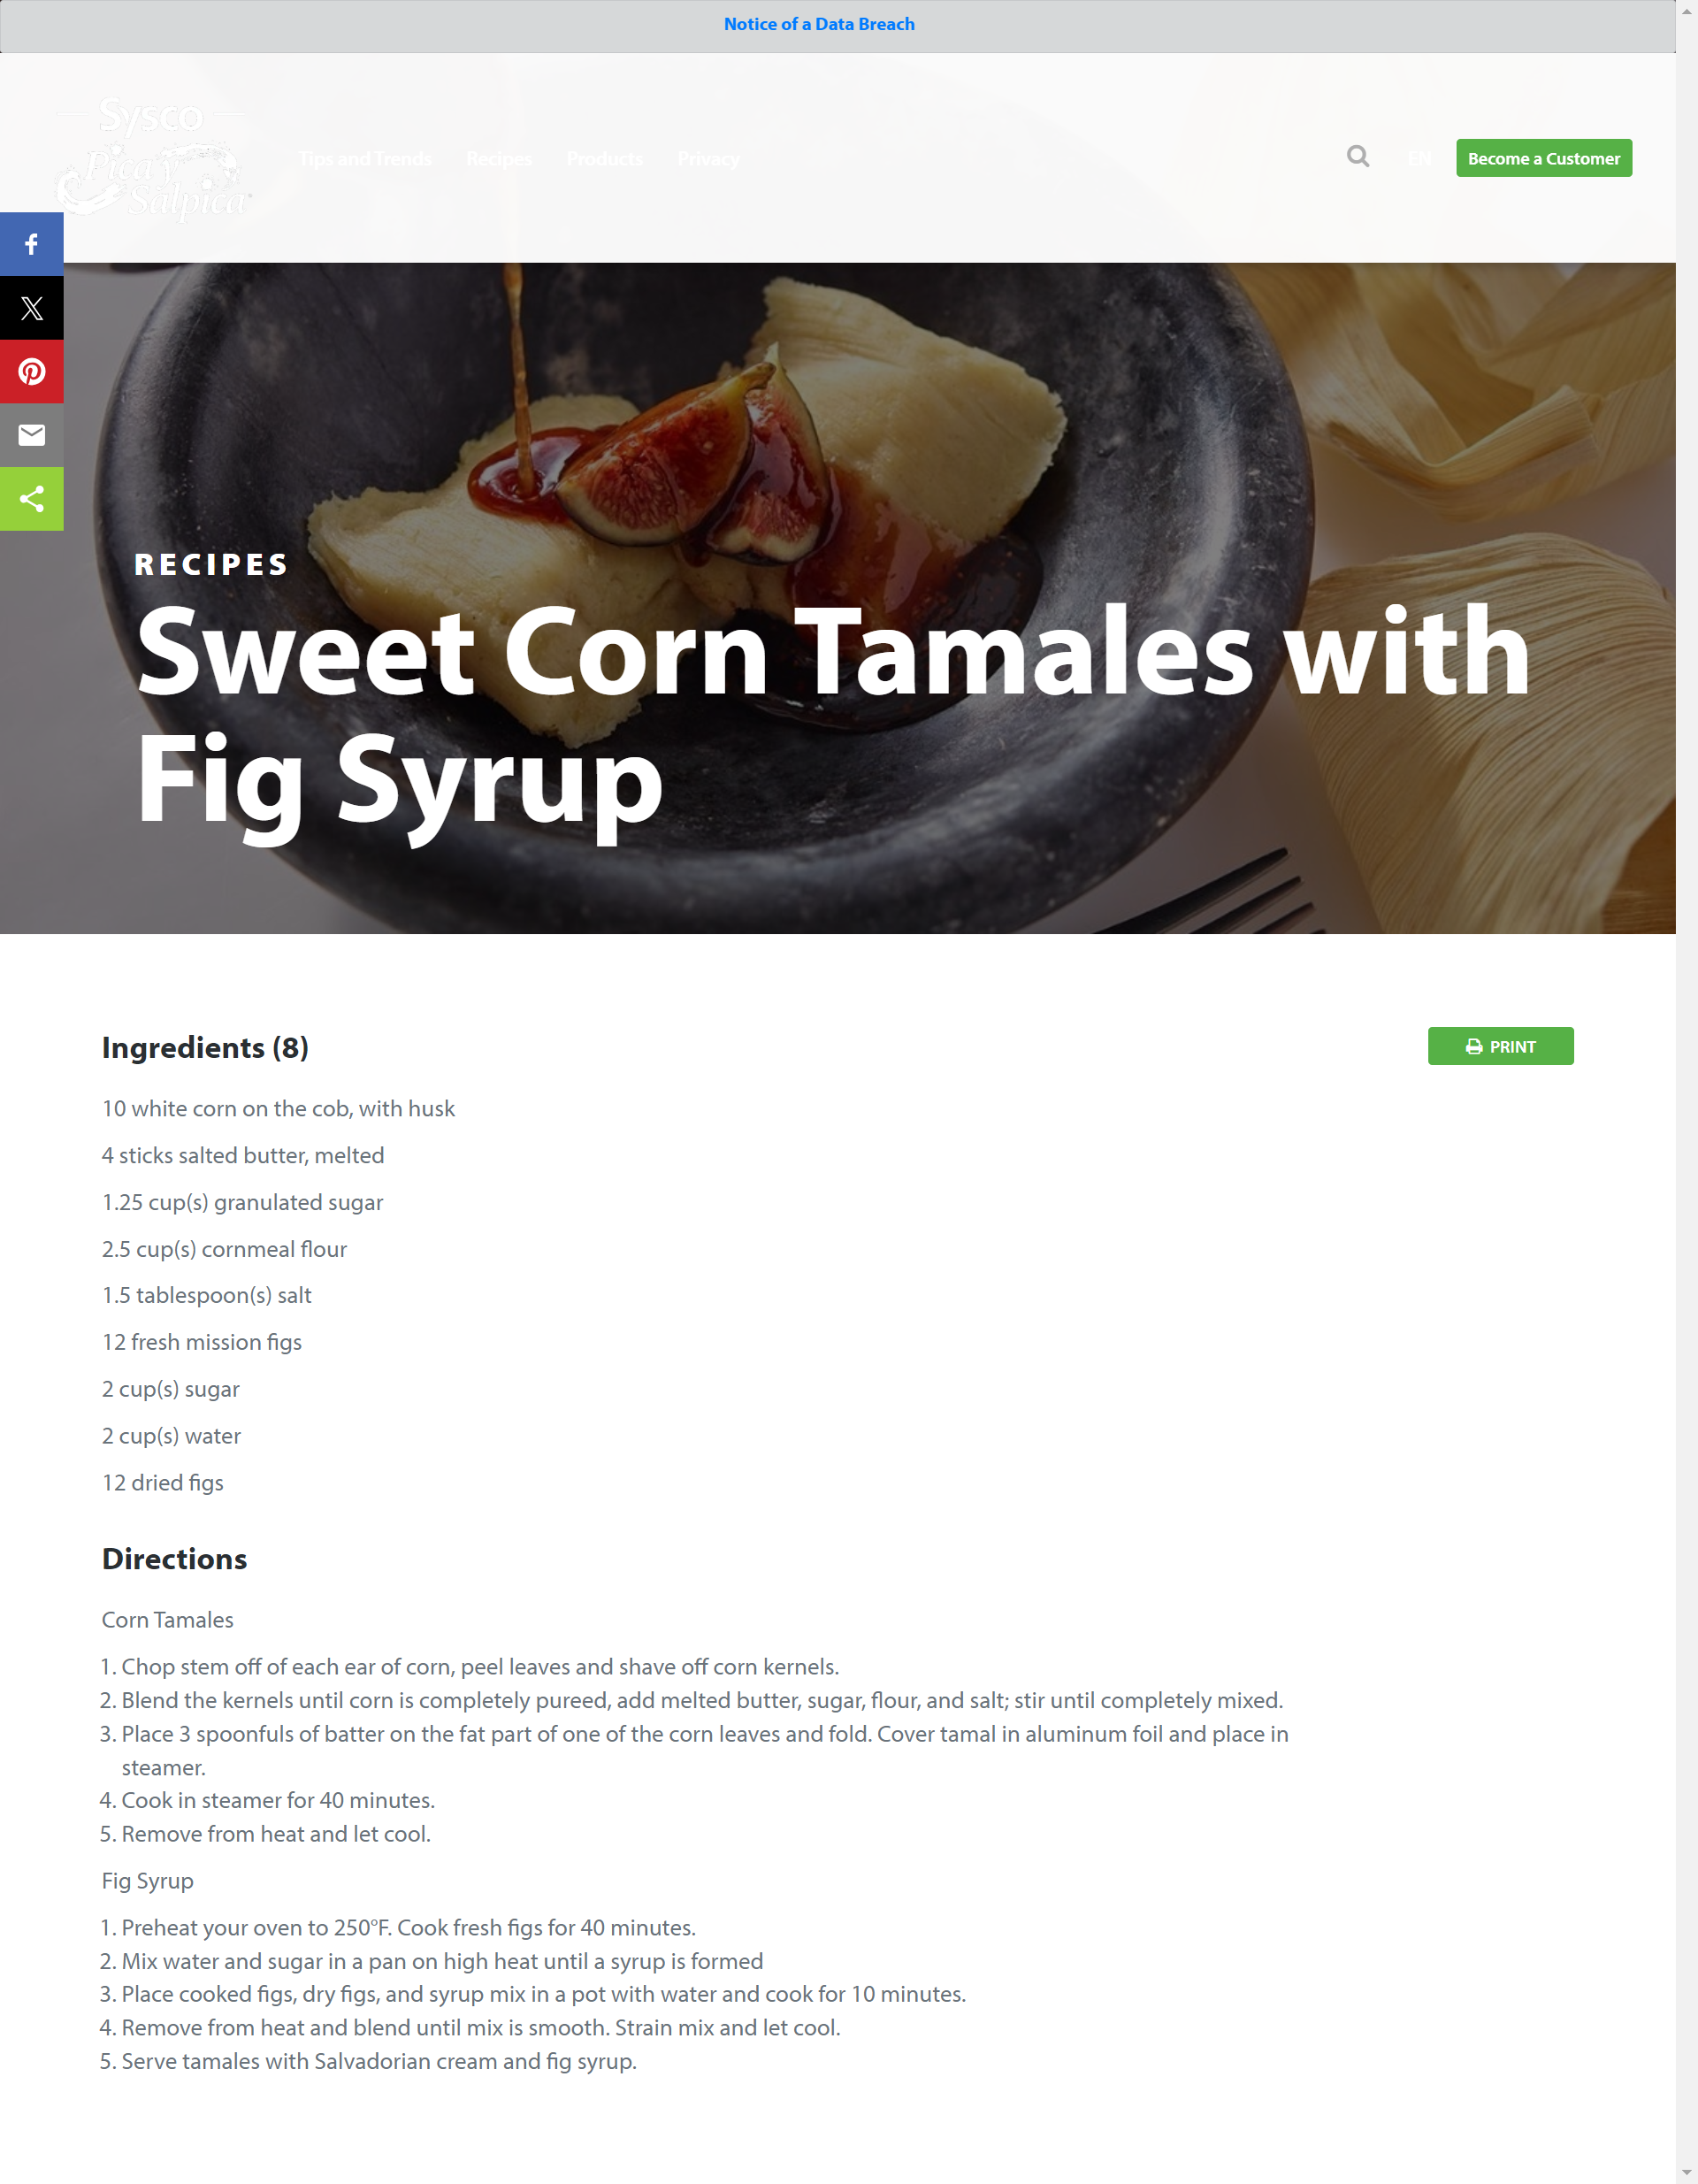 Notice of a Data Breach
Sysco
Pica y
Salpica
Tips and Trends Recipes Products Privacy EN Become a Customer
RECIPES
Sweet Corn Tamales with
Fig Syrup
Ingredients (8)
PRINT
10 white corn on the cob, with husk
4 sticks salted butter, melted
1.25 cup(s) granulated sugar
2.5 cup(s) cornmeal flour
1.5 tablespoon(s) salt
12 fresh mission figs
2 cup(s) sugar
2 cup(s) water
12 dried figs
Directions
Corn Tamales
1. Chop stem off of each ear of corn, peel leaves and shave off corn kernels.
2. Blend the kernels until corn is completely pureed, add melted butter, sugar, flour, and salt; stir until completely mixed.
3. Place 3 spoonfuls of batter on the fat part of one of the corn leaves and fold. Cover tamal in aluminum foil and place in
steamer.
4. Cook in steamer for 40 minutes.
5. Remove from heat and let cool.
Fig Syrup
1. Preheat your oven to 250°F. Cook fresh figs for 40 minutes.
2. Mix water and sugar in a pan on high heat until a syrup is formed
3. Place cooked figs, dry figs, and syrup mix in a pot with water and cook for 10 minutes.
4. Remove from heat and blend until mix is smooth. Strain mix and let cool.
5. Serve tamales with Salvadorian cream and fig syrup.